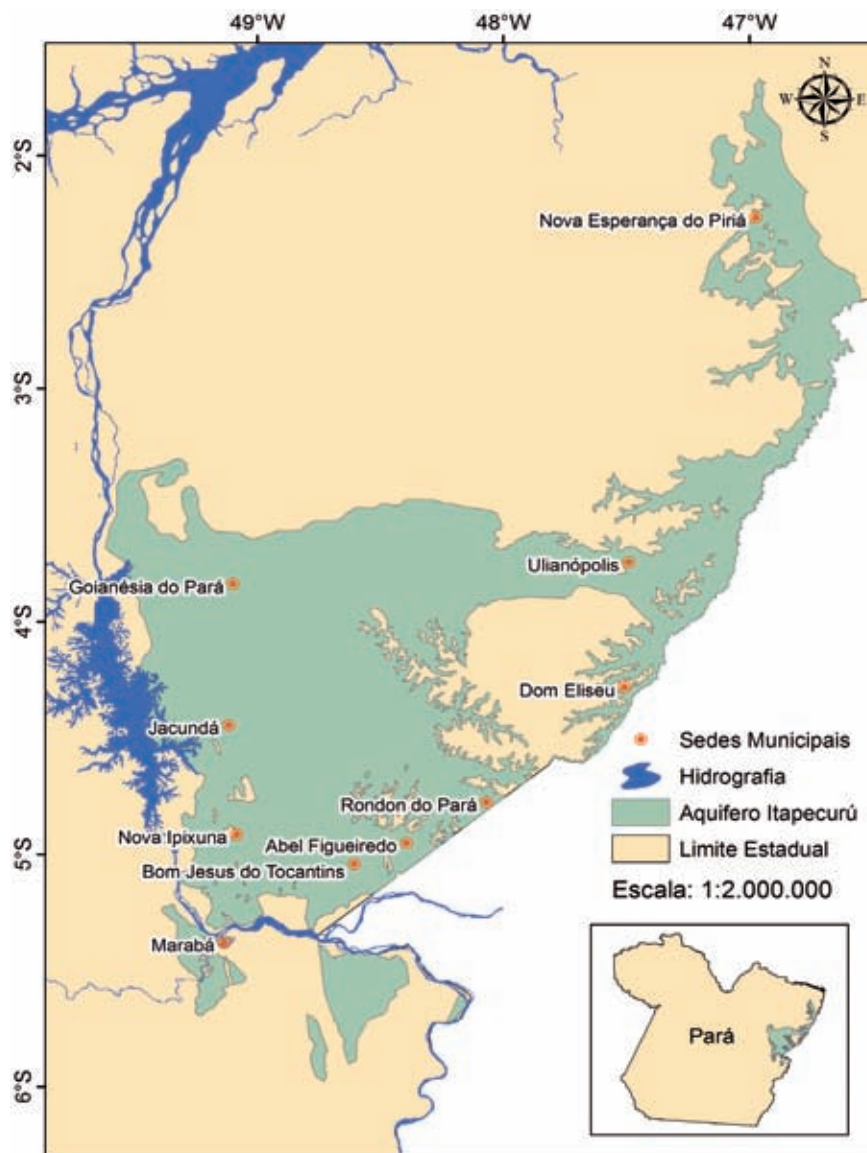 49°W
48°W
47°W
N
W
E
S
2°S
Nova Esperança do Piriá
3°S
Ulianópolis
Goianésia do Pará
4°S
Dom Eliseu
Jacundá
Sedes Municipais
Hidrografia
Rondon do Pará
Nova Ipixuna
Abel Figueiredo
Aquifero Itapecurú
5°S
Bom Jesus do Tocantins
Limite Estadual
Escala: 1:2.000.000
Marabá
Pará
6°S